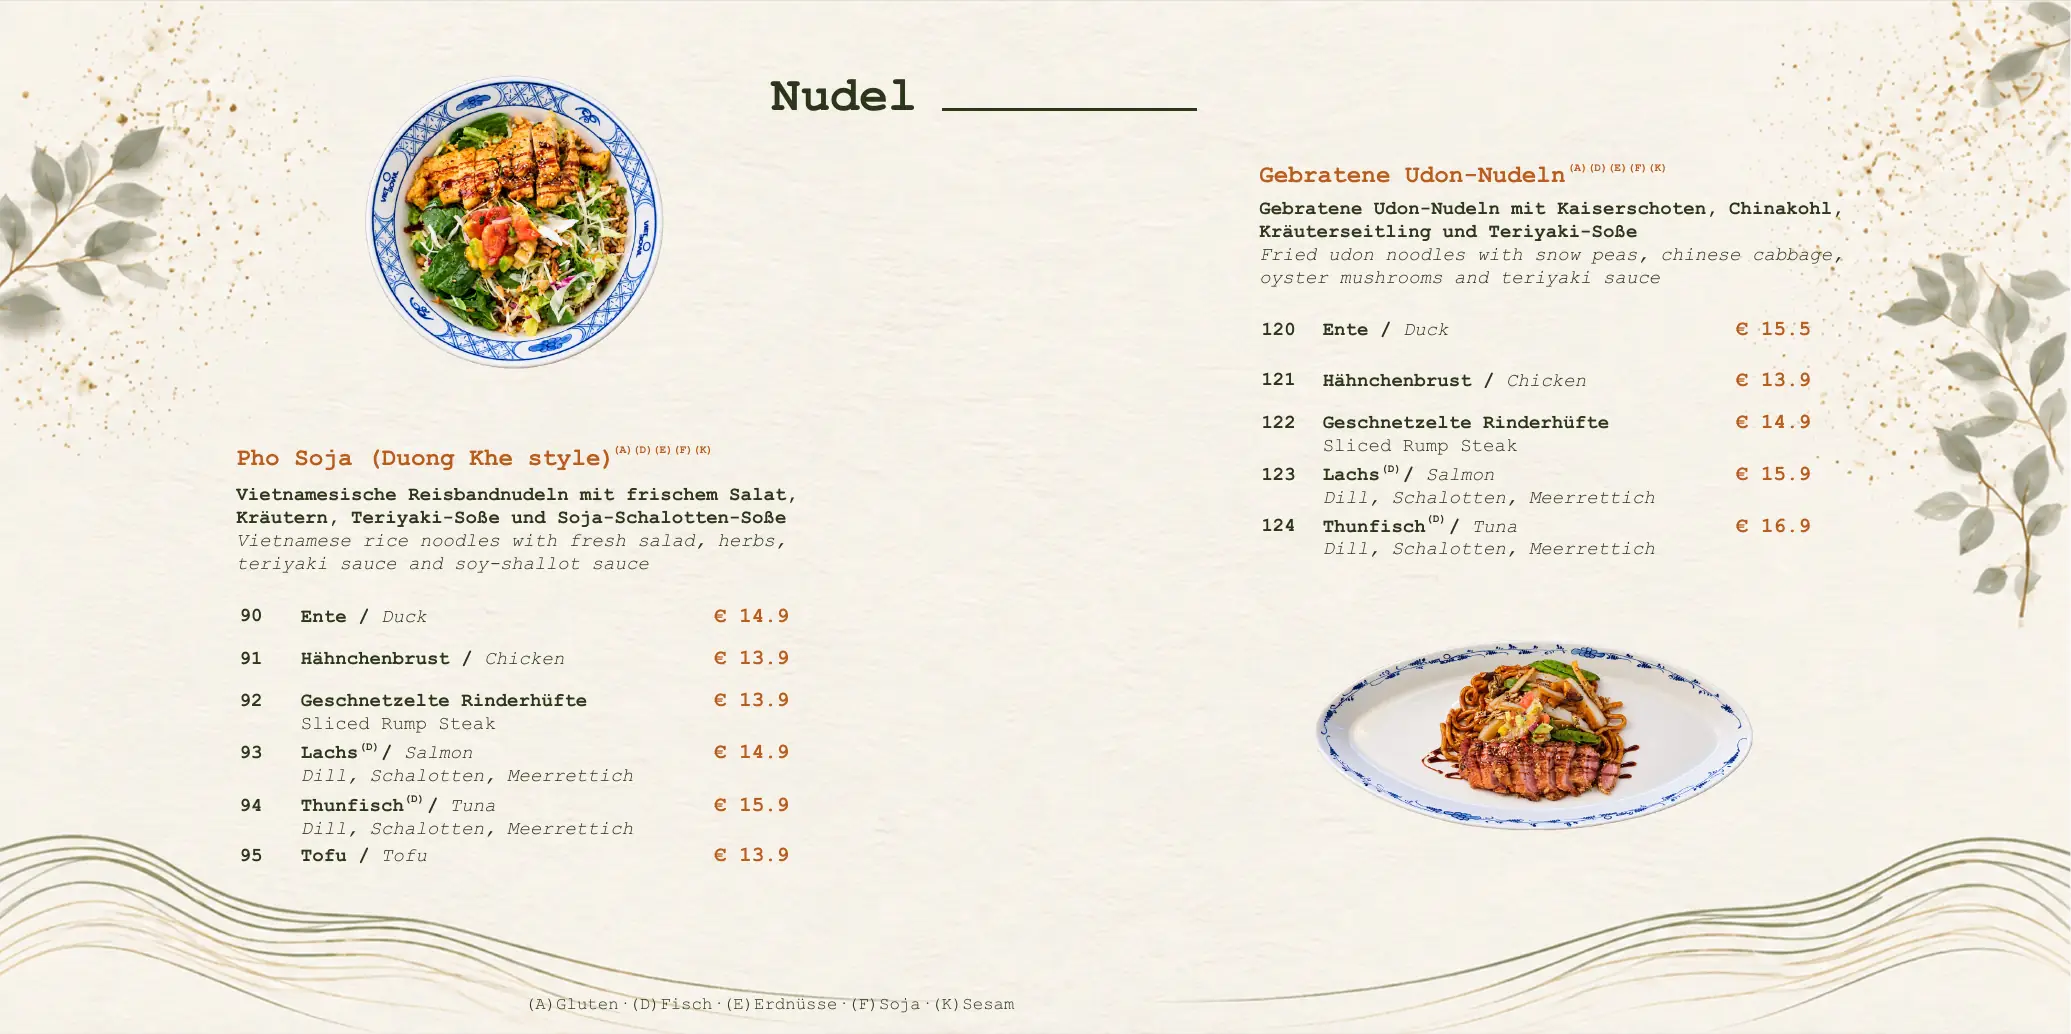 Nudel
Pho Soja (Duong Khe style)(A)(D)(E)(F)(K)
Vietnamesische Reisbandnudeln mit frischem Salat,
Kräutern, Teriyaki-Soße und Soja-Schalotten-Soße
Vietnamese rice noodles with fresh salad, herbs,
teriyaki sauce and soy-shallot sauce
90 Ente / Duck € 14.9
91 Hähnchenbrust / Chicken € 13.9
92 Geschnetzelte Rinderhüfte € 13.9
Sliced Rump Steak
93 Lachs(D)/ Salmon € 14.9
Dill, Schalotten, Meerrettich
94 Thunfisch(D)/ Tuna € 15.9
Dill, Schalotten, Meerrettich
95 Tofu / Tofu € 13.9
Gebratene Udon-Nudeln(A)(D)(E)(F)(K)
Gebratene Udon-Nudeln mit Kaiserschoten, Chinakohl,
Kräuterseitling und Teriyaki-Soße
Fried udon noodles with snow peas, chinese cabbage,
oyster mushrooms and teriyaki sauce
120 Ente / Duck € 15.5
121 Hähnchenbrust / Chicken € 13.9
122 Geschnetzelte Rinderhüfte € 14.9
Sliced Rump Steak
123 Lachs(D)/ Salmon € 15.9
Dill, Schalotten, Meerrettich
124 Thunfisch(D)/ Tuna € 16.9
Dill, Schalotten, Meerrettich
(A)Gluten·(D)Fisch·(E)Erdnüsse·(F)Soja·(K)Sesam